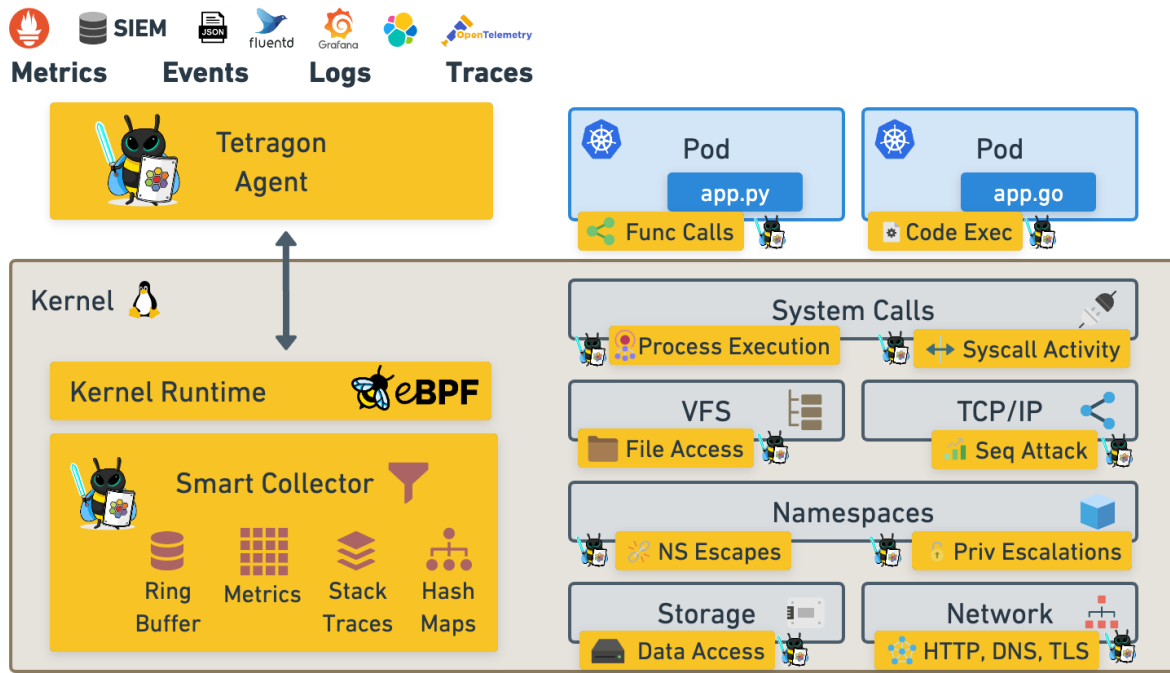 SIEM
JSON
fluentd
Grafana
OpenTelemetry
Metrics
Events
Logs
Traces
Tetragon
Agent
Pod
app.py
Func Calls
Pod
app.go
Code Exec
Kernel
Kernel Runtime
eBPF
Smart Collector
Ring
Buffer
Metrics
Stack
Traces
Hash
Maps
System Calls
Process Execution
Syscall Activity
VFS
File Access
TCP/IP
Seq Attack
Namespaces
NS Escapes
Priv Escalations
Storage
Data Access
Network
HTTP, DNS, TLS